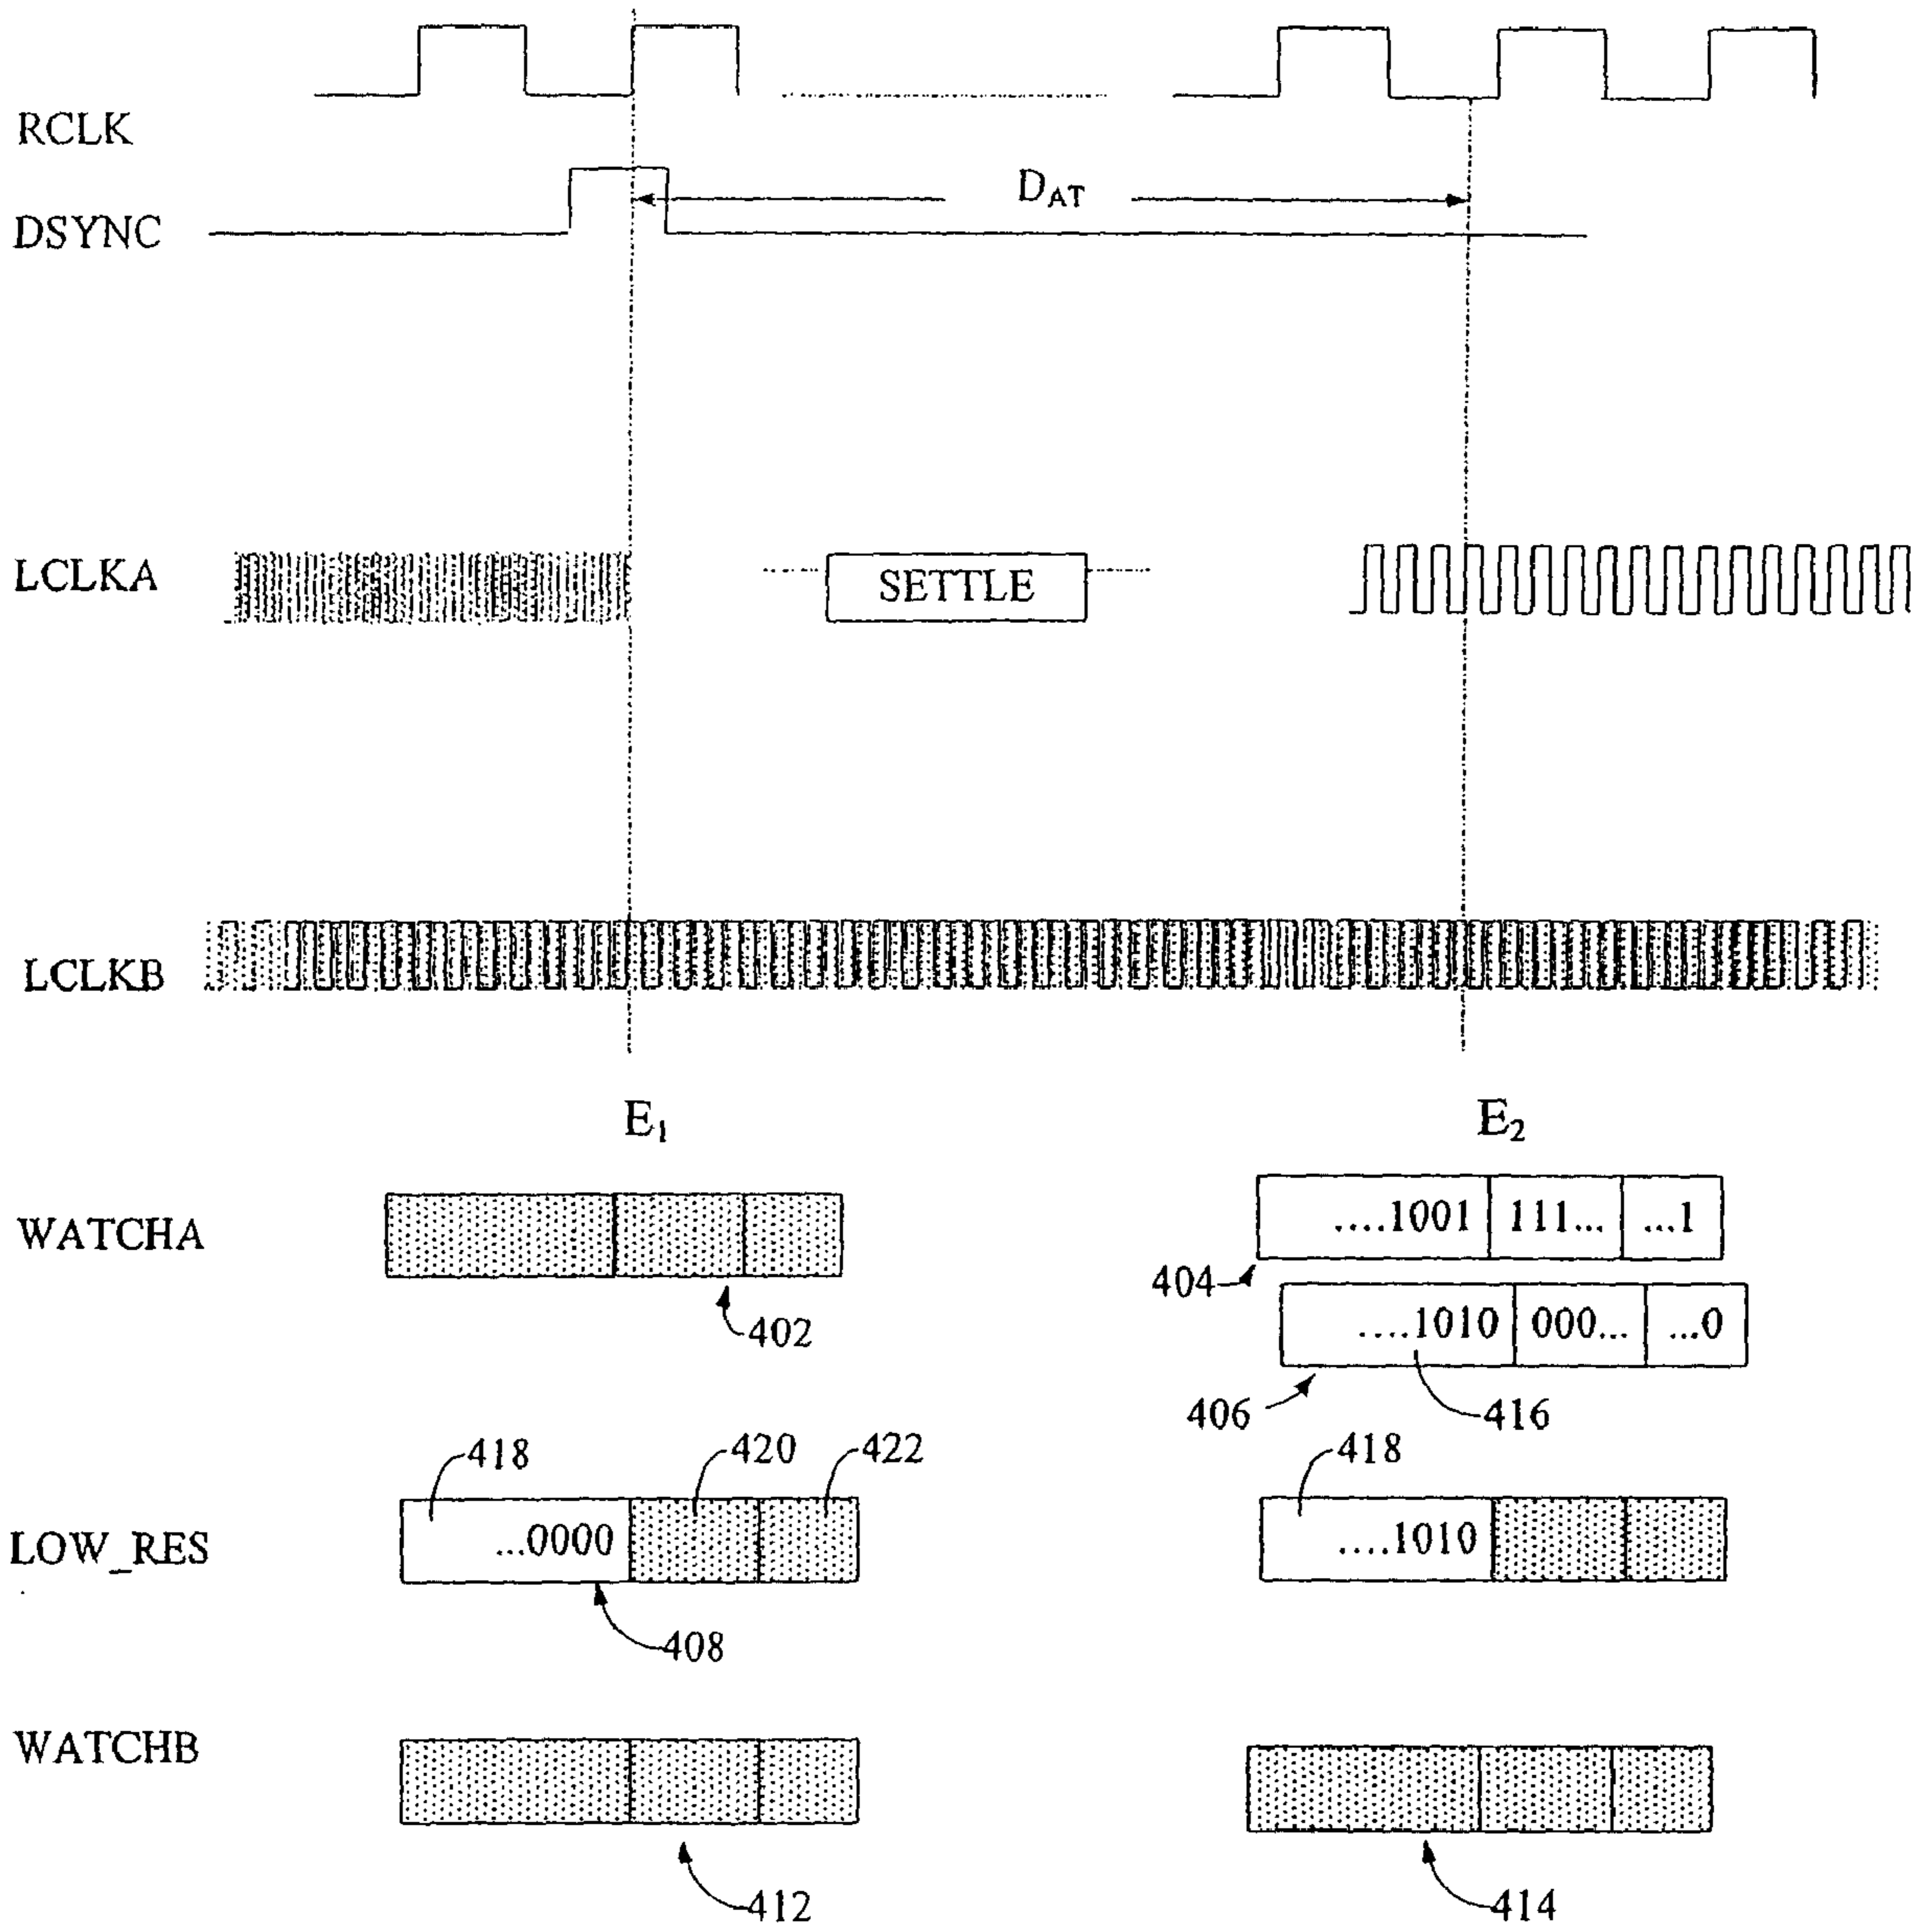 RCLK
DSYNC
D_AT
LCLKA
SETTLE
LCLKB
E₁ E₂
WATCHA
....1001 111... ...1
404
402
....1010 000... ...0
406 416
418 420 422 418
LOW_RES
...0000 ....1010
408
WATCHB
412 414